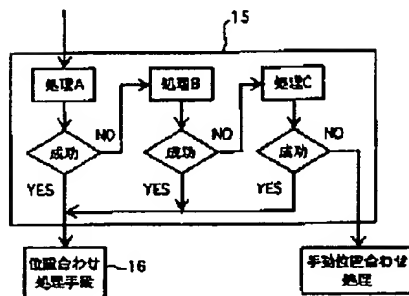 15
処理A
処理B
処理C
成功
NO
成功
NO
成功
NO
YES
YES
YES
位置合わせ
処理手段
16
手動位置合わせ
処理